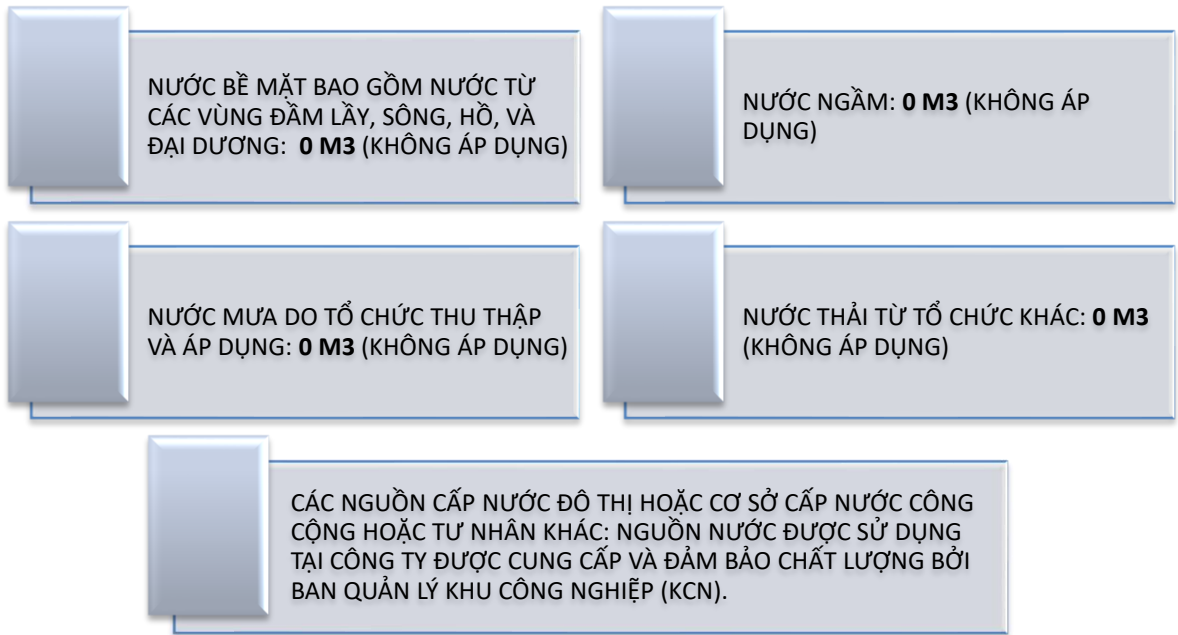 NƯỚC BỀ MẶT BAO GỒM NƯỚC TỪ
CÁC VÙNG ĐẦM LẦY, SÔNG, HỒ, VÀ
ĐẠI DƯƠNG: 0 M3 (KHÔNG ÁP DỤNG)
NƯỚC NGẦM: 0 M3 (KHÔNG ÁP
DỤNG)
NƯỚC MƯA DO TỔ CHỨC THU THẬP
VÀ ÁP DỤNG: 0 M3 (KHÔNG ÁP DỤNG)
NƯỚC THẢI TỪ TỔ CHỨC KHÁC: 0 M3
(KHÔNG ÁP DỤNG)
CÁC NGUỒN CẤP NƯỚC ĐÔ THỊ HOẶC CƠ SỞ CẤP NƯỚC CÔNG
CỘNG HOẶC TƯ NHÂN KHÁC: NGUỒN NƯỚC ĐƯỢC SỬ DỤNG
TẠI CÔNG TY ĐƯỢC CUNG CẤP VÀ ĐẢM BẢO CHẤT LƯỢNG BỞI
BAN QUẢN LÝ KHU CÔNG NGHIỆP (KCN).